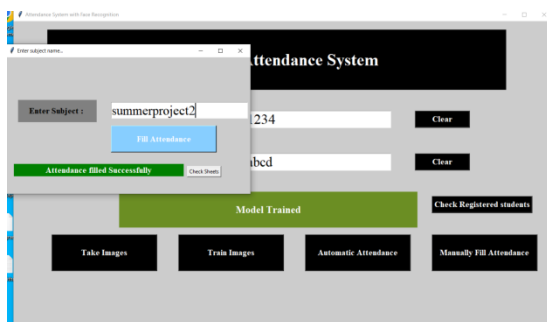 Attendance System with Face Recognition
Enter subject name..
ttendance System
Enter Subject :
summerproject2
1234
Clear
Fill Attendance
abcd
Clear
Attendance filled Successfully
Check Sheets
Model Trained
Check Registered students
Take Images
Train Images
Automatic Attendance
Manually Fill Attendance